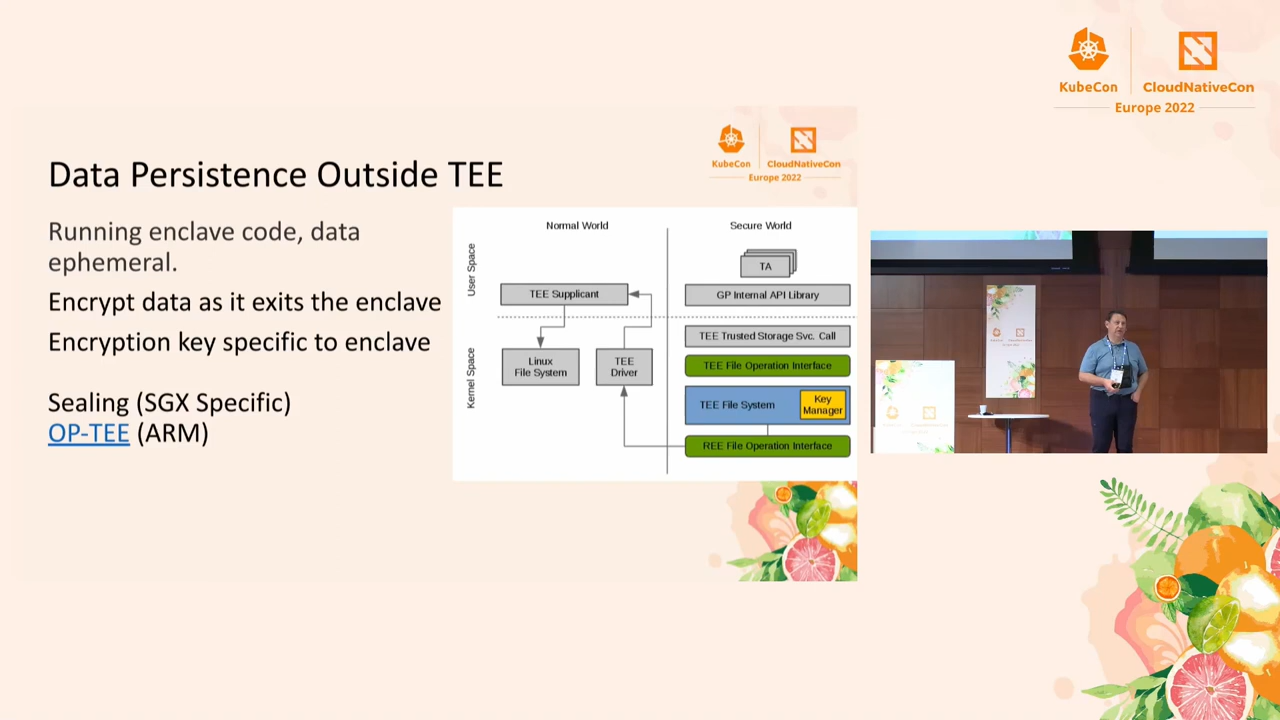 KubeCon
CloudNativeCon
Europe 2022
Data Persistence Outside TEE
KubeCon
CloudNativeCon
Europe 2022
Running enclave code, data
ephemeral.
Encrypt data as it exits the enclave
Encryption key specific to enclave
Sealing (SGX Specific)
OP-TEE (ARM)
Normal World
Secure World
User Space
TA
TEE Supplicant
GP Internal API Library
Kernel Space
TEE Trusted Storage Svc. Call
Linux
File System
TEE
Driver
TEE File Operation Interface
TEE File System
Key
Manager
REE File Operation Interface